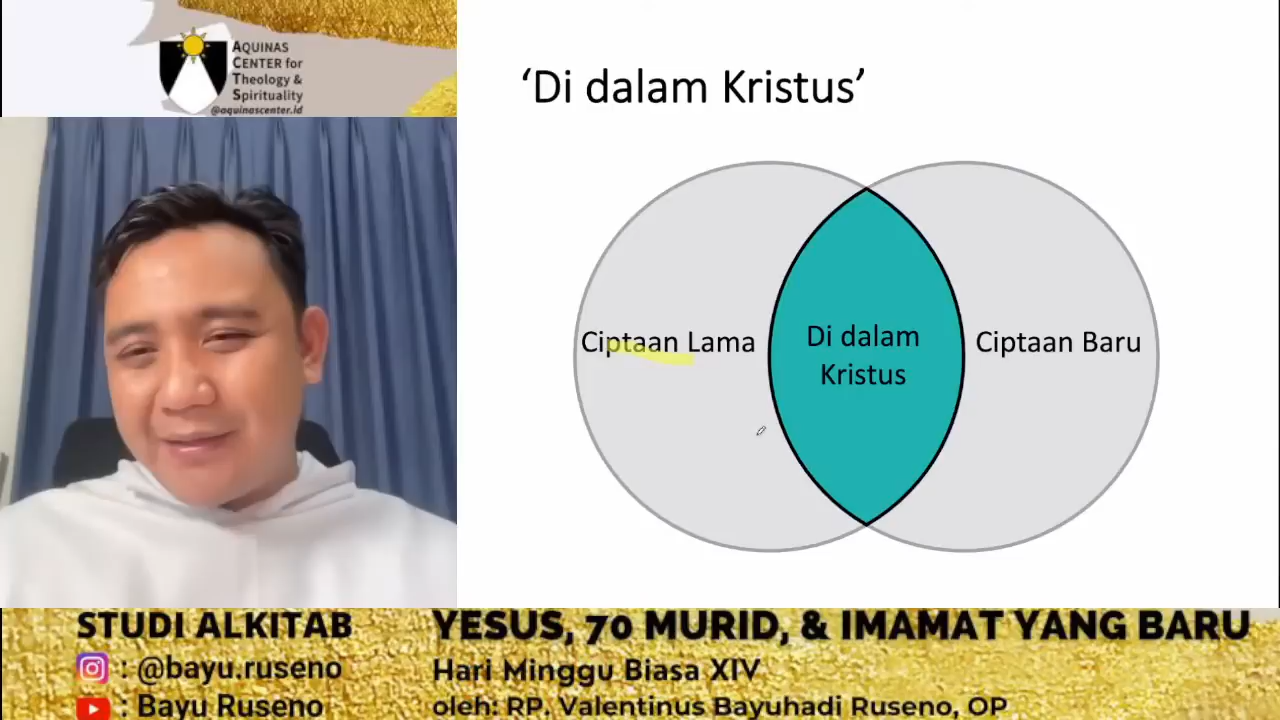 AQUINAS
CENTER for
Theology &
Spirituality
@aquinascenter.id
‘Di dalam Kristus’
Ciptaan Lama
Di dalam
Kristus
Ciptaan Baru
STUDI ALKITAB
: @bayu.ruseno
: Bayu Ruseno
YESUS, 70 MURID, & IMAMAT YANG BARU
Hari Minggu Biasa XIV
oleh: RP. Valentinus Bayuhadi Ruseno, OP